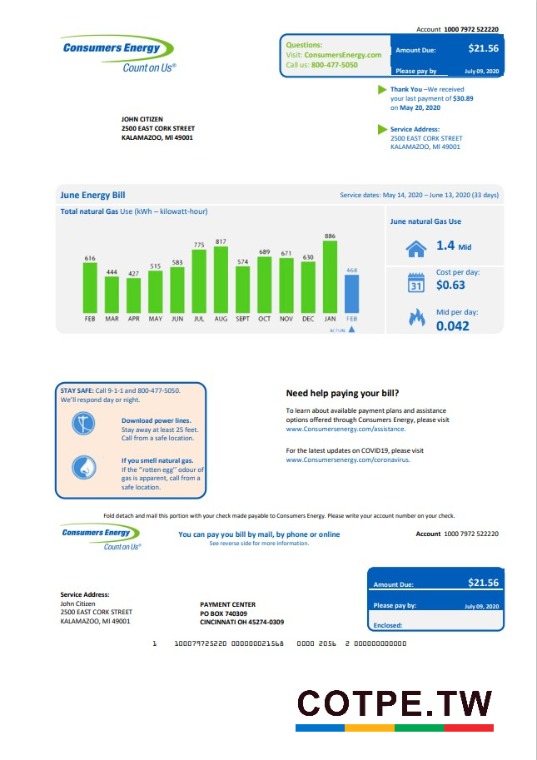 Account 1000 7972 522220
Consumers Energy
Count on Us®
Questions:
Visit: ConsumersEnergy.com
Call us: 800-477-5050
Amount Due: $21.56
Please pay by July 09, 2020
Thank You –We received
your last payment of $30.89
on May 20, 2020
JOHN CITIZEN
2500 EAST CORK STREET
KALAMAZOO, MI 49001
Service Address:
2500 EAST CORK STREET
KALAMAZOO, MI 49001
June Energy Bill
Service dates: May 14, 2020 – June 13, 2020 (33 days)
Total natural Gas Use (kWh – kilowatt-hour)
616 444 427 515 583 775 817 574 689 671 630 886 468
FEB MAR APR MAY JUN JUL AUG SEPT OCT NOV DEC JAN FEB
ACTUAL
June natural Gas Use
1.4 Mid
Cost per day:
31
$0.63
Mid per day:
0.042
STAY SAFE: Call 9-1-1 and 800-477-5050.
We'll respond day or night.
Download power lines.
Stay away at least 25 feet.
Call from a safe location.
If you smell natural gas.
If the "rotten egg" odour of
gas is apparent, call from a
safe location.
Need help paying your bill?
To learn about available payment plans and assistance
options offered through Consumers Energy, please visit
www.Consumersenergy.com/assistance.
For the latest updates on COVID19, please visit
www.Consumersenergy.com/coronavirus.
Fold detach and mail this portion with your check made payable to Consumers Energy. Please write your account number on your check.
Consumers Energy
Count on Us®
You can pay you bill by mail, by phone or online
See reverse side for more information.
Account 1000 7972 522220
Amount Due: $21.56
Please pay by: July 09, 2020
Enclosed:
Service Address:
John Citizen
2500 EAST CORK STREET
KALAMAZOO, MI 49001
PAYMENT CENTER
PO BOX 740309
CINCINNATI OH 45274-0309
1 100079725220 000000021568 0000 2056 2 000000000000
COTPE.TW